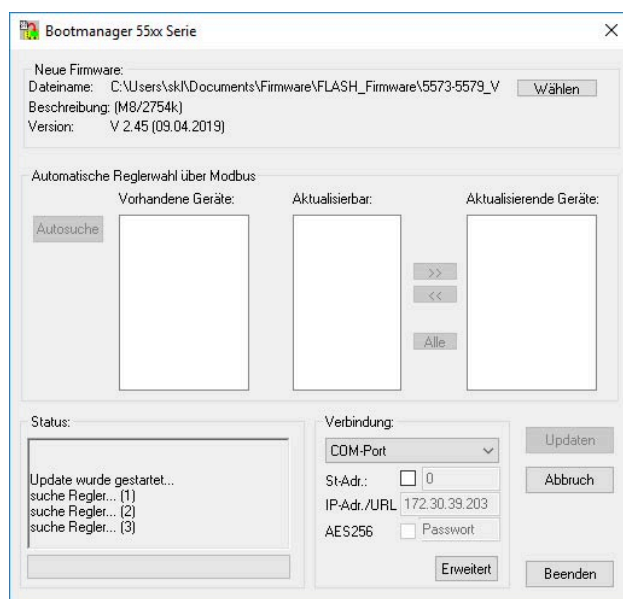 Bootmanager 55xx Serie
Neue Firmware:
Dateiname: C:\Users\skl\Documents\Firmware\FLASH_Firmware\5573-5579_V
Wählen
Beschreibung: (M8/2754k)
Version: V 2.45 (09.04.2019)
Automatische Reglerwahl über Modbus
Vorhandene Geräte: Aktualisierbar: Aktualisierende Geräte:
Autosuche
>>
<<
Alle
Status:
Update wurde gestartet...
suche Regler... (1)
suche Regler... (2)
suche Regler... (3)
Verbindung:
COM-Port
St-Adr.: 0
IP-Adr./URL 172.30.39.203
AES256 Passwort
Erweitert
Updaten
Abbruch
Beenden